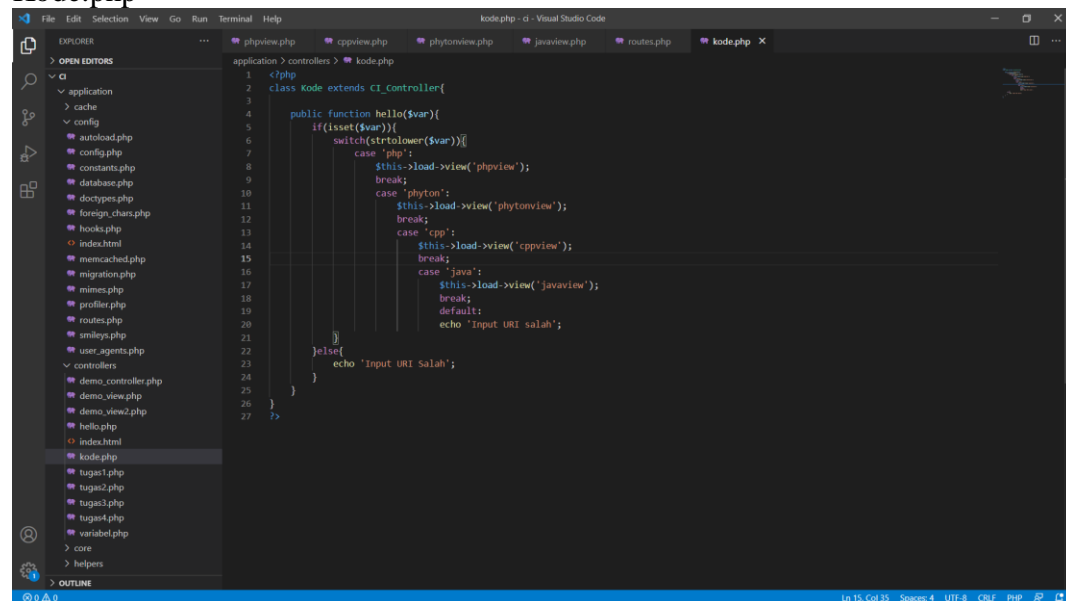 Kode.php
File Edit Selection View Go Run Terminal Help kode.php - ci - Visual Studio Code
EXPLORER ... phpview.php cppview.php phytonview.php javaview.php routes.php kode.php
> OPEN EDITORS
CI
application
> cache
config
autoload.php
config.php
constants.php
database.php
doctypes.php
foreign_chars.php
hooks.php
index.html
memcached.php
migration.php
mimes.php
profiler.php
routes.php
smileys.php
user_agents.php
controllers
demo_controller.php
demo_view.php
demo_view2.php
hello.php
index.html
kode.php
tugas1.php
tugas2.php
tugas3.php
tugas4.php
variabel.php
> core
> helpers
> OUTLINE
application > controllers > kode.php
1 <?php
2 class Kode extends CI_Controller{
3
4 public function hello($var){
5 if(isset($var)){
6 switch(strtolower($var)){
7 case 'php':
8 $this->load->view('phpview');
9 break;
10 case 'phyton':
11 $this->load->view('phytonview');
12 break;
13 case 'cpp':
14 $this->load->view('cppview');
15 break;
16 case 'java':
17 $this->load->view('javaview');
18 break;
19 default:
20 echo 'Input URI salah';
21 }
22 }else{
23 echo 'Input URI Salah';
24 }
25 }
26 }
27 ?>
1
0 0 Ln 15, Col 35 Spaces: 4 UTF-8 CRLF PHP